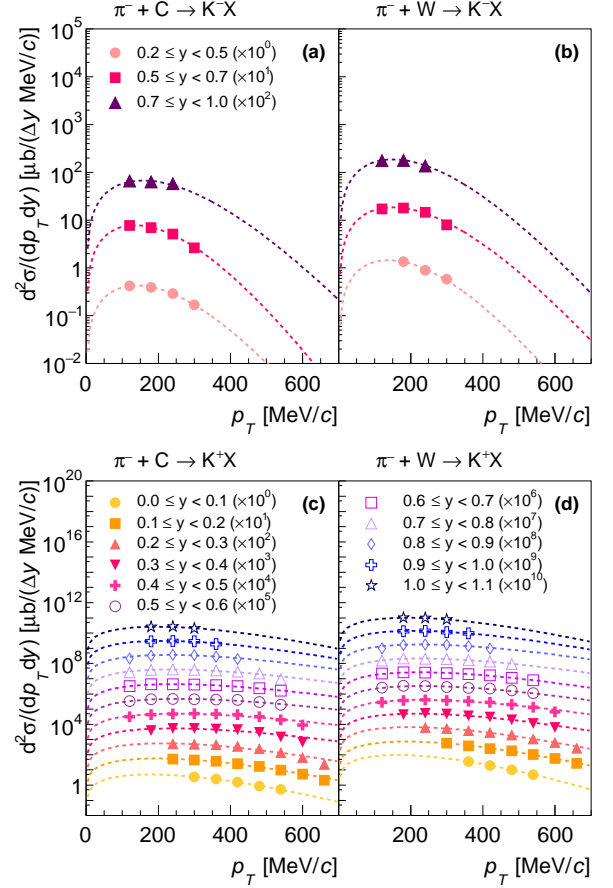 π⁻ + C → K⁻X
π⁻ + W → K⁻X
d²σ/(dp_T dy) [μb/(Δy MeV/c)]
10⁵
10⁴
10³
10²
10
1
10⁻¹
10⁻²
(a)
0.2 ≤ y < 0.5 (×10⁰)
0.5 ≤ y < 0.7 (×10¹)
0.7 ≤ y < 1.0 (×10²)
(b)
0 200 400 600
0 200 400 600
p_T [MeV/c]
p_T [MeV/c]
π⁻ + C → K⁺X
π⁻ + W → K⁺X
d²σ/(dp_T dy) [μb/(Δy MeV/c)]
10²⁰
10¹⁶
10¹²
10⁸
10⁴
1
(c)
0.0 ≤ y < 0.1 (×10⁰)
0.1 ≤ y < 0.2 (×10¹)
0.2 ≤ y < 0.3 (×10²)
0.3 ≤ y < 0.4 (×10³)
0.4 ≤ y < 0.5 (×10⁴)
0.5 ≤ y < 0.6 (×10⁵)
(d)
0.6 ≤ y < 0.7 (×10⁶)
0.7 ≤ y < 0.8 (×10⁷)
0.8 ≤ y < 0.9 (×10⁸)
0.9 ≤ y < 1.0 (×10⁹)
1.0 ≤ y < 1.1 (×10¹⁰)
0 200 400 600
0 200 400 600
p_T [MeV/c]
p_T [MeV/c]